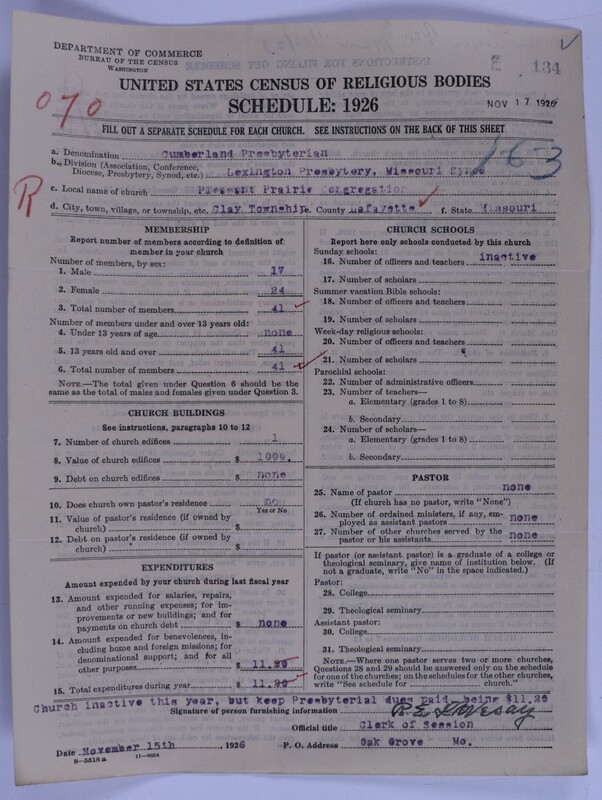 DEPARTMENT OF COMMERCE
BUREAU OF THE CENSUS
WASHINGTON
E 134
UNITED STATES CENSUS OF RELIGIOUS BODIES
SCHEDULE: 1926
NOV 17 1926
070
FILL OUT A SEPARATE SCHEDULE FOR EACH CHURCH. SEE INSTRUCTIONS ON THE BACK OF THIS SHEET
163
R
a. Denomination Cumberland Presbyterian
b. Division (Association, Conference, Diocese, Presbytery, Synod, etc.) Lexington Presbytery, Missouri Synod
c. Local name of church Pleasant Prairie Congregation
d. City, town, village, or township, etc. Clay Township. County Lafayette f. State Missouri
MEMBERSHIP
Report number of members according to definition of
member in your church
Number of members, by sex:
1. Male 17
2. Female 24
3. Total number of members 41
Number of members under and over 13 years old:
4. Under 13 years of age none
5. 13 years old and over 41
6. Total number of members 41
NOTE.—The total given under Question 6 should be
same as the total of males and females given under Question 3.
CHURCH BUILDINGS
See instructions, paragraphs 10 to 12
7. Number of church edifices 1
8. Value of church edifices $ 1000.
9. Debt on church edifices $ none
10. Does church own pastor's residence no
Yes or No
11. Value of pastor's residence (if owned by
church) $
12. Debt on pastor's residence (if owned by
church) $
EXPENDITURES
Amount expended by your church during last fiscal year
13. Amount expended for salaries, repairs,
and other running expenses; for im-
provements or new buildings; and for
payments on church debt $ none
14. Amount expended for benevolences, in-
cluding home and foreign missions; for
denominational support; and for all
other purposes $ 11.20
15. Total expenditures during year $ 11.20
CHURCH SCHOOLS
Report here only schools conducted by this church
Sunday schools:
16. Number of officers and teachers inactive
17. Number of scholars
Summer vacation Bible schools:
18. Number of officers and teachers
19. Number of scholars
Week-day religious schools:
20. Number of officers and teachers
21. Number of scholars
Parochial schools:
22. Number of administrative officers
23. Number of teachers—
a. Elementary (grades 1 to 8)
b. Secondary
24. Number of scholars—
a. Elementary (grades 1 to 8)
b. Secondary
PASTOR
25. Name of pastor none
(If church has no pastor, write "None")
26. Number of ordained ministers, if any, em-
ployed as assistant pastors none
27. Number of other churches served by the
pastor or his assistants none
If pastor (or assistant pastor) is a graduate of a college or
theological seminary, give name of institution below. (If
not a graduate, write "No" in the space indicated.)
Pastor:
28. College
29. Theological seminary
Assistant pastor:
30. College
31. Theological seminary
NOTE.—Where one pastor serves two or more churches,
Questions 28 and 29 should be answered only on the schedule
for one of the churches; on the schedules for the other churches,
write "See schedule for church."
Church inactive this year, but keep Presbyterial dues paid, being $11.20
Signature of person furnishing information
Official title Clerk of Session
Date November 15th , 1926 P. O. Address Oak Grove Mo.
8—5518 a 11—9024